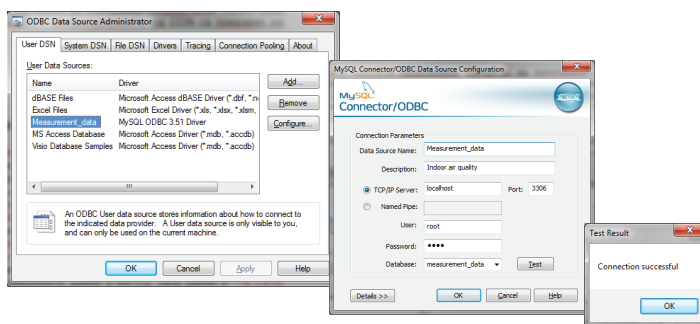 ODBC Data Source Administrator
User DSN System DSN File DSN Drivers Tracing Connection Pooling About
User Data Sources:
Name Driver
dBASE Files Microsoft Access dBASE Driver (*.dbf, *.n
Excel Files Microsoft Excel Driver (*.xls, *.xlsx, *.xlsm,
Measurement_data MySQL ODBC 3.51 Driver
MS Access Database Microsoft Access Driver (*.mdb, *.accdb)
Visio Database Samples Microsoft Access Driver (*.mdb, *.accdb)
Add...
Remove
Configure...
An ODBC User data source stores information about how to connect to
the indicated data provider. A User data source is only visible to you,
and can only be used on the current machine.
OK Cancel Apply Help
MySQL Connector/ODBC Data Source Configuration
MySQL
Connector/ODBC
Connection Parameters
Data Source Name: Measurement_data
Description: Indoor air quality
TCP/IP Server: localhost Port: 3306
Named Pipe:
User: root
Password: ••••
Database: measurement_data Test
Details >> OK Cancel Help
Test Result
Connection successful
OK